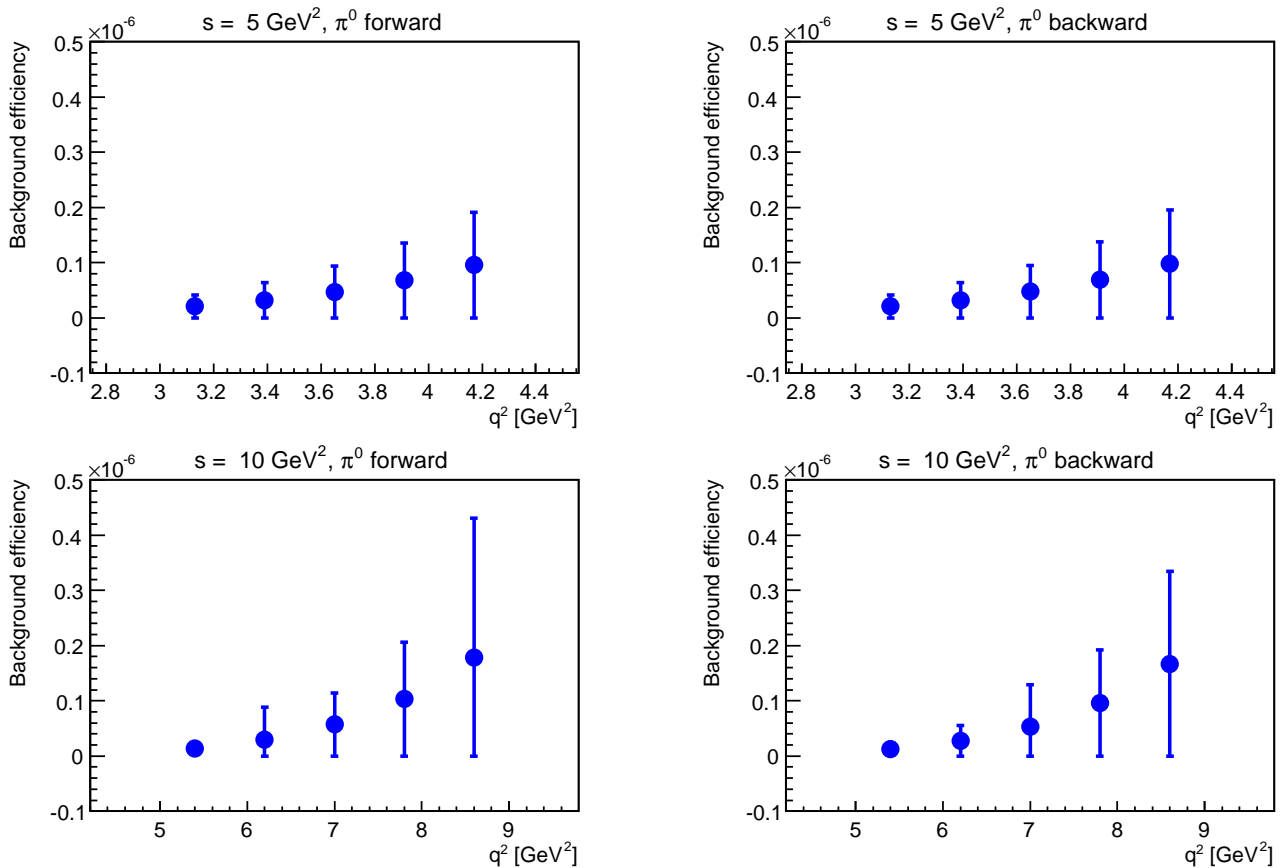 s = 5 GeV², π⁰ forward
×10⁻⁶
Background efficiency
0.5
0.4
0.3
0.2
0.1
0
-0.1
2.8 3 3.2 3.4 3.6 3.8 4 4.2 4.4
q² [GeV²]
s = 5 GeV², π⁰ backward
×10⁻⁶
Background efficiency
0.5
0.4
0.3
0.2
0.1
0
-0.1
2.8 3 3.2 3.4 3.6 3.8 4 4.2 4.4
q² [GeV²]
s = 10 GeV², π⁰ forward
×10⁻⁶
Background efficiency
0.5
0.4
0.3
0.2
0.1
0
-0.1
5 6 7 8 9
q² [GeV²]
s = 10 GeV², π⁰ backward
×10⁻⁶
Background efficiency
0.5
0.4
0.3
0.2
0.1
0
-0.1
5 6 7 8 9
q² [GeV²]